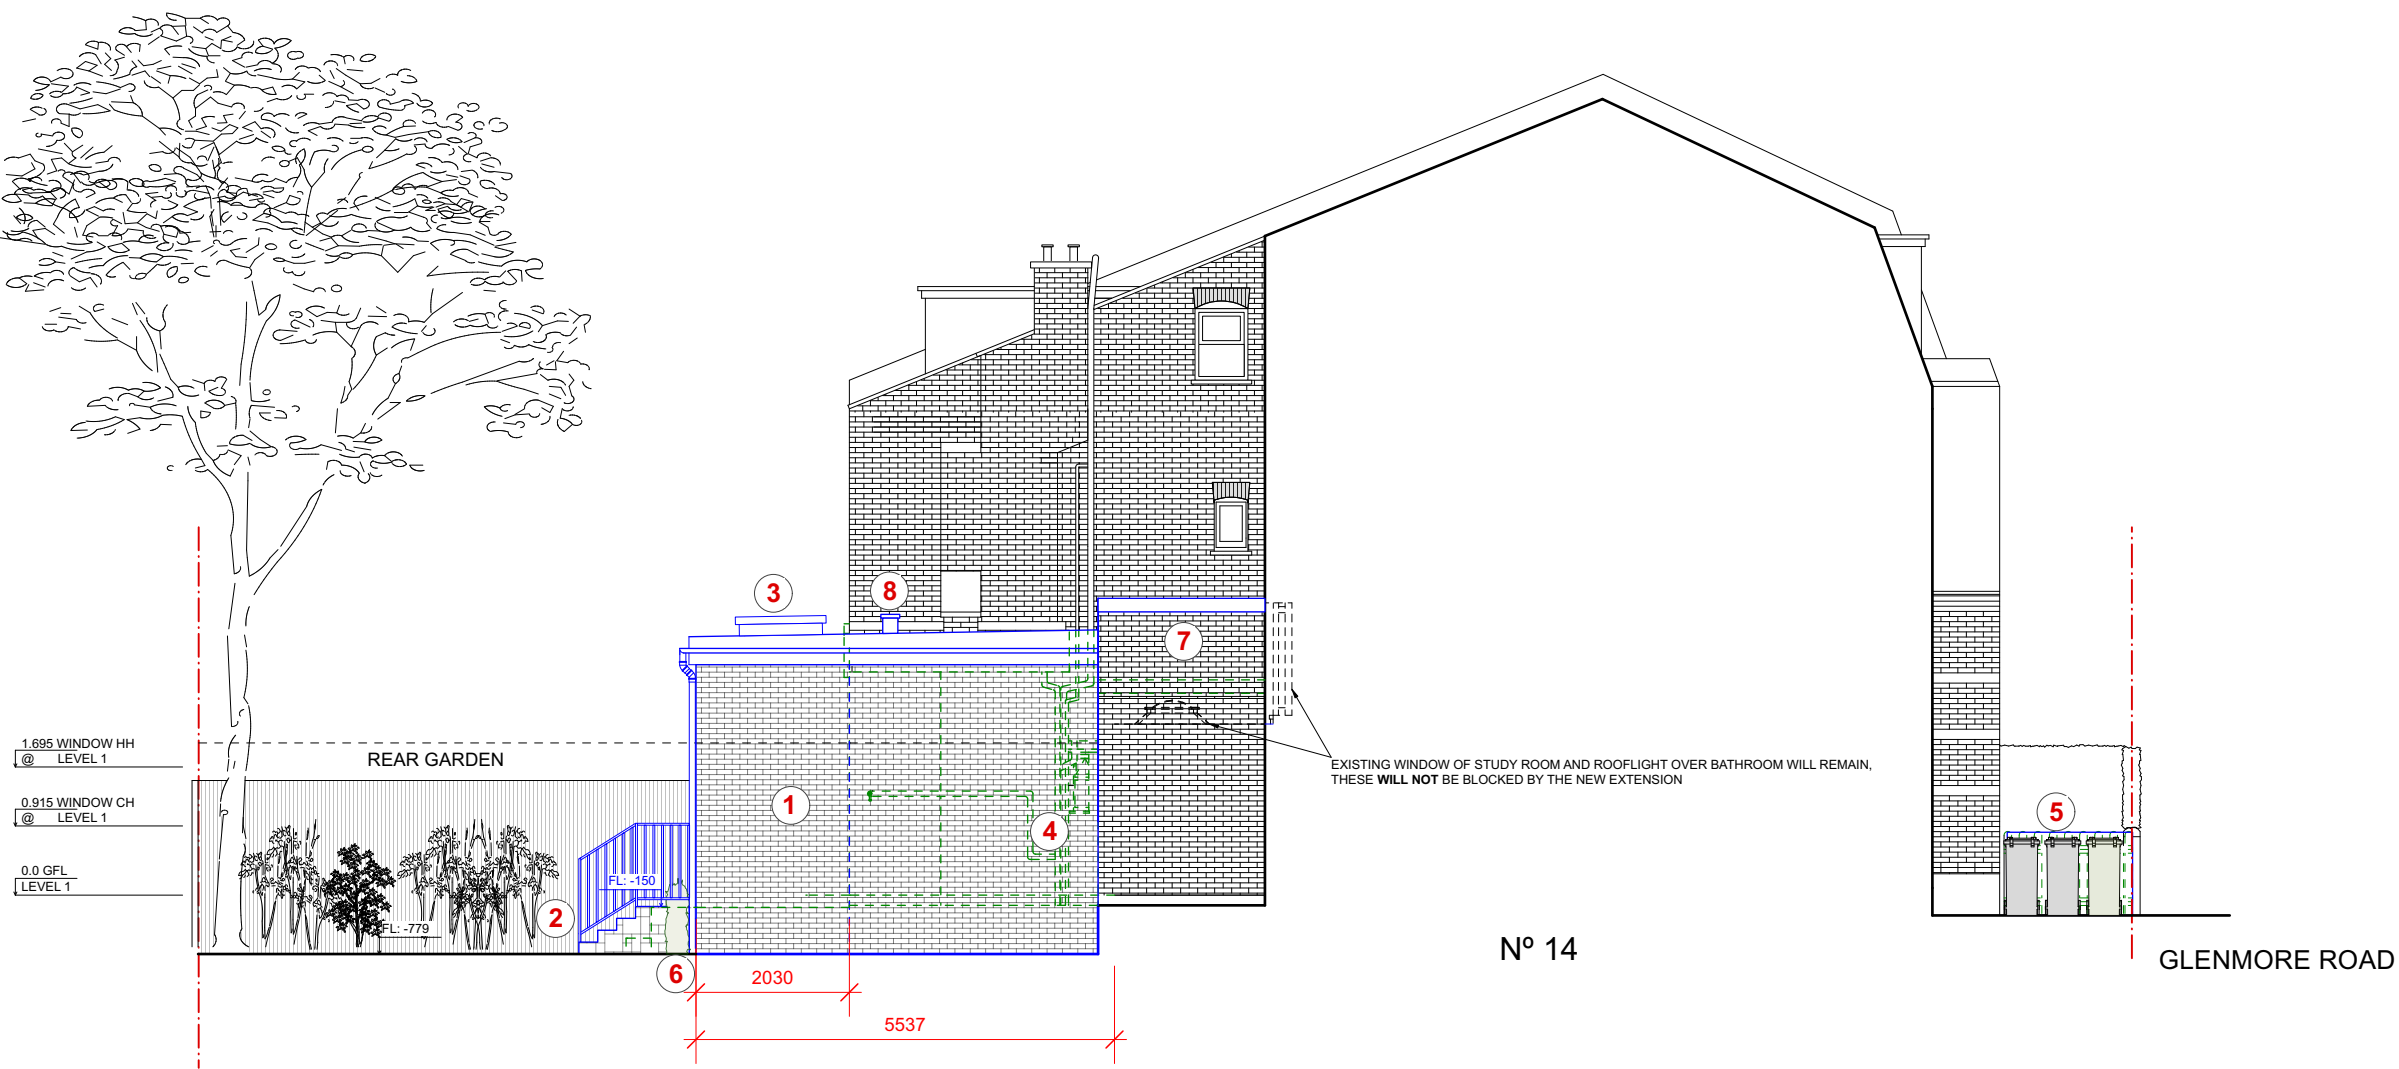 3
8
7
1.695 WINDOW HH
@ LEVEL 1
REAR GARDEN
EXISTING WINDOW OF STUDY ROOM AND ROOFLIGHT OVER BATHROOM WILL REMAIN,
THESE WILL NOT BE BLOCKED BY THE NEW EXTENSION
0.915 WINDOW CH
@ LEVEL 1
1
4
5
0.0 GFL
LEVEL 1
FL: -150
2
FL: -779
6
Nº 14
GLENMORE ROAD
2030
5537